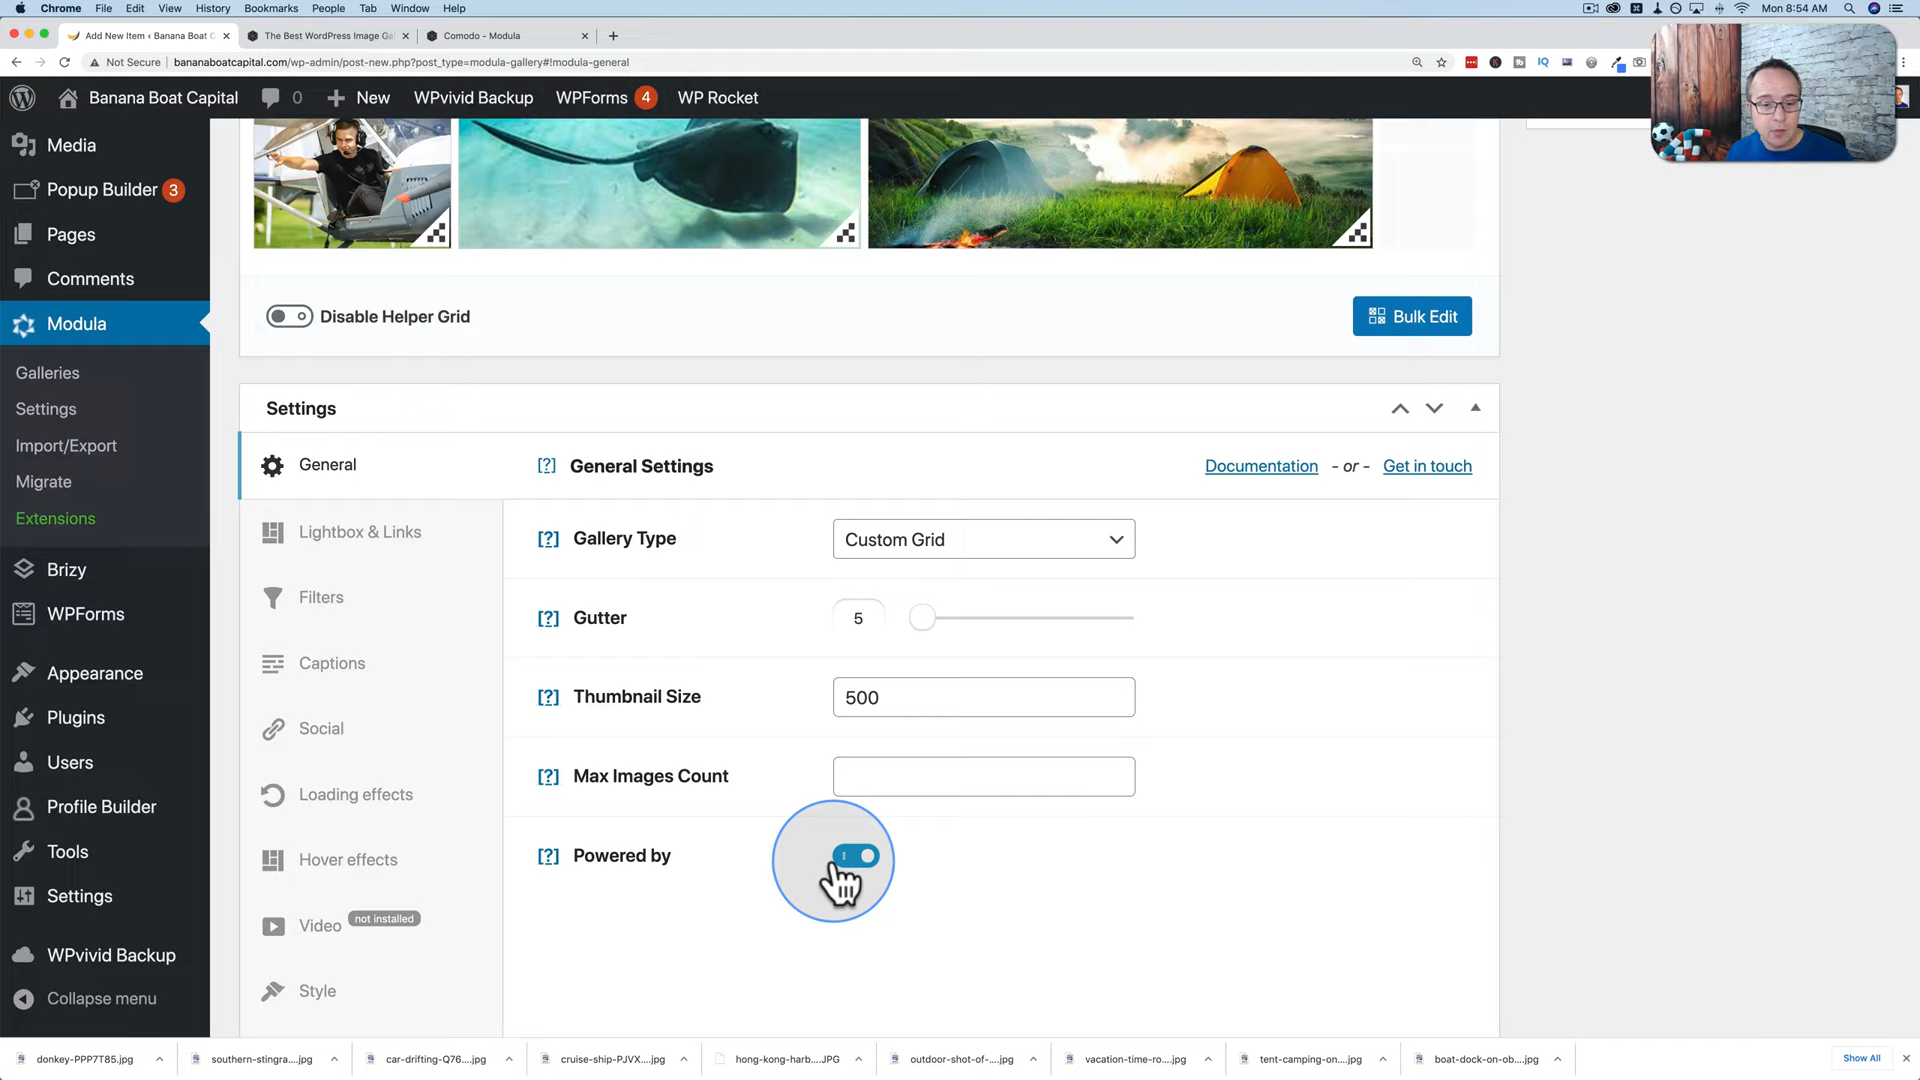 Chrome File Edit View History Bookmarks People Tab Window Help Mon 8:54 AM
Add New Item ‹ Banana Boat C The Best WordPress Image Ga Comodo - Modula
Not Secure bananaboatcapital.com/wp-admin/post-new.php?post_type=modula-gallery#!modula-general IQ
Banana Boat Capital 0 New WPvivid Backup WPForms 4 WP Rocket
Media
Popup Builder 3
Pages
Comments
Modula
Galleries
Settings
Import/Export
Migrate
Extensions
Brizy
WPForms
Appearance
Plugins
Users
Profile Builder
Tools
Settings
WPvivid Backup
Collapse menu
Disable Helper Grid
Bulk Edit
Settings
General
Lightbox & Links
Filters
Captions
Social
Loading effects
Hover effects
Video not installed
Style
[?] General Settings Documentation - or - Get in touch
[?] Gallery Type Custom Grid
[?] Gutter 5
[?] Thumbnail Size 500
[?] Max Images Count
[?] Powered by
donkey-PPP7T85.jpg southern-stingra....jpg car-drifting-Q76....jpg cruise-ship-PJVX....jpg hong-kong-harb....JPG outdoor-shot-of-....jpg vacation-time-ro....jpg tent-camping-on....jpg boat-dock-on-ob....jpg Show All